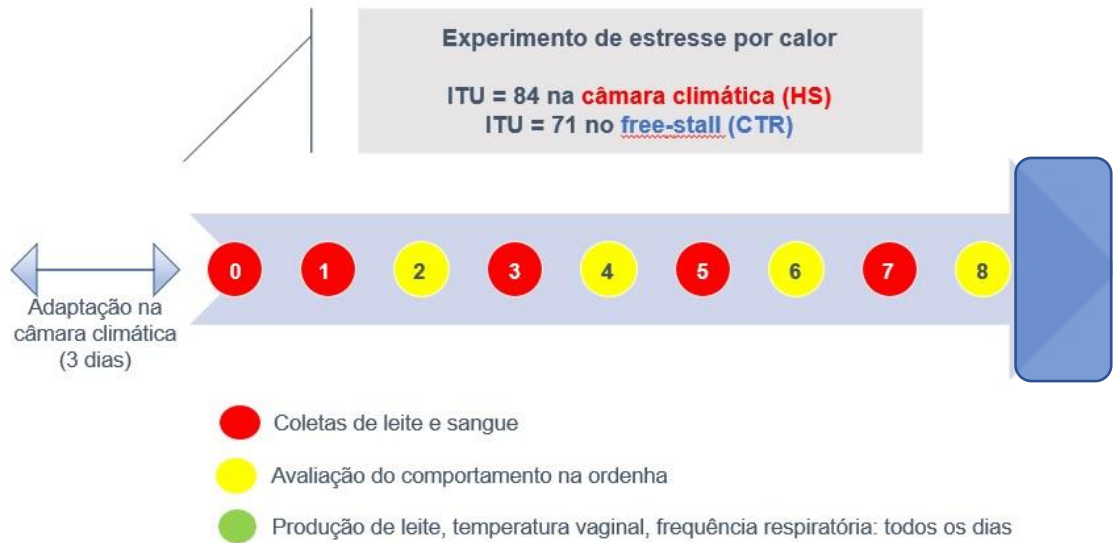 Experimento de estresse por calor
ITU = 84 na câmara climática (HS)
ITU = 71 no free-stall (CTR)
0 1 2 3 4 5 6 7 8
Adaptação na
câmara climática
(3 dias)
Coletas de leite e sangue
Avaliação do comportamento na ordenha
Produção de leite, temperatura vaginal, frequência respiratória: todos os dias